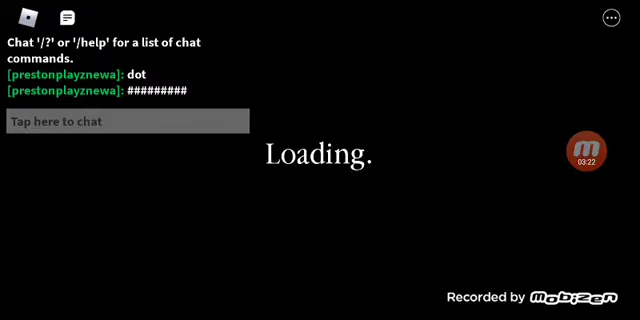 Chat '/?' or '/help' for a list of chat
commands.
[prestonplayznewa]: dot
[prestonplayznewa]: #########
Tap here to chat
Loading.
03:22
Recorded by mobizen